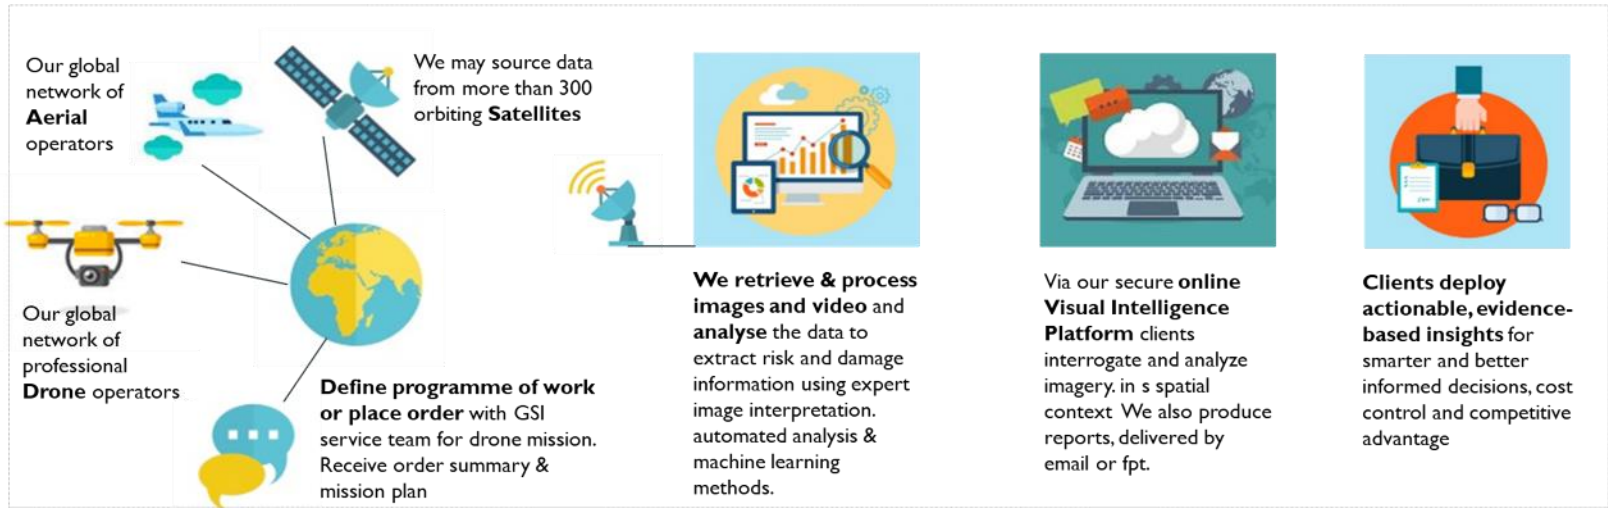 Our global
network of
Aerial
operators
We may source data
from more than 300
orbiting Satellites
Our global
network of
professional
Drone operators
Define programme of work
or place order with GSI
service team for drone mission.
Receive order summary &
mission plan
We retrieve & process
images and video and
analyse the data to
extract risk and damage
information using expert
image interpretation.
automated analysis &
machine learning
methods.
Via our secure online
Visual Intelligence
Platform clients
interrogate and analyze
imagery. in s spatial
context We also produce
reports, delivered by
email or fpt.
Clients deploy
actionable, evidence-
based insights for
smarter and better
informed decisions, cost
control and competitive
advantage